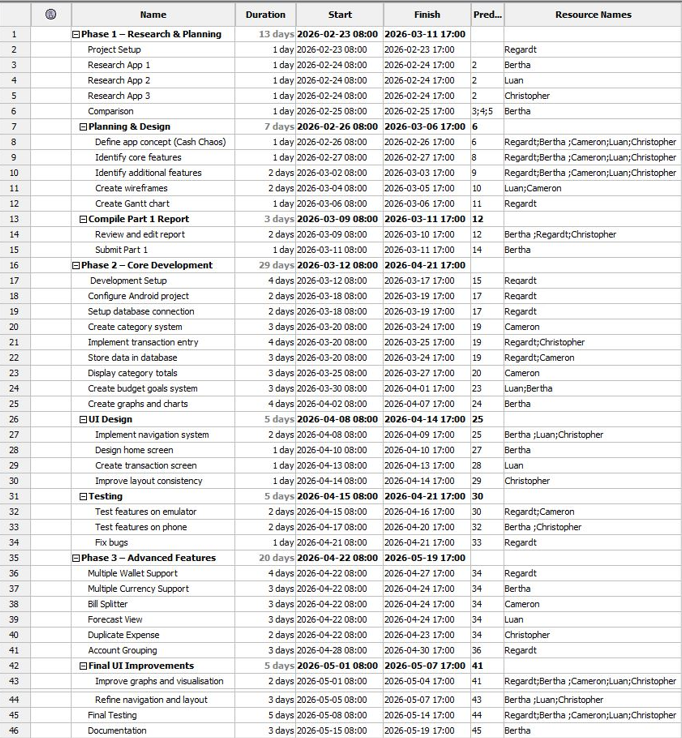 Name Duration Start Finish Pred... Resource Names
1 Phase 1 – Research & Planning 13 days 2026-02-23 08:00 2026-03-11 17:00
2 Project Setup 1 day 2026-02-23 08:00 2026-02-23 17:00 Regardt
3 Research App 1 1 day 2026-02-24 08:00 2026-02-24 17:00 2 Bertha
4 Research App 2 1 day 2026-02-24 08:00 2026-02-24 17:00 2 Luan
5 Research App 3 1 day 2026-02-24 08:00 2026-02-24 17:00 2 Christopher
6 Comparison 1 day 2026-02-25 08:00 2026-02-25 17:00 3;4;5 Bertha
7 Planning & Design 7 days 2026-02-26 08:00 2026-03-06 17:00 6
8 Define app concept (Cash Chaos) 1 day 2026-02-26 08:00 2026-02-26 17:00 6 Regardt;Bertha ;Cameron;Luan;Christopher
9 Identify core features 1 day 2026-02-27 08:00 2026-02-27 17:00 8 Regardt;Bertha ;Cameron;Luan;Christopher
10 Identify additional features 2 days 2026-03-02 08:00 2026-03-03 17:00 9 Regardt;Bertha ;Cameron;Luan;Christopher
11 Create wireframes 2 days 2026-03-04 08:00 2026-03-05 17:00 10 Luan;Cameron
12 Create Gantt chart 1 day 2026-03-06 08:00 2026-03-06 17:00 11 Regardt
13 Compile Part 1 Report 3 days 2026-03-09 08:00 2026-03-11 17:00 12
14 Review and edit report 2 days 2026-03-09 08:00 2026-03-10 17:00 12 Bertha ;Regardt;Christopher
15 Submit Part 1 1 day 2026-03-11 08:00 2026-03-11 17:00 14 Bertha
16 Phase 2 – Core Development 29 days 2026-03-12 08:00 2026-04-21 17:00
17 Development Setup 4 days 2026-03-12 08:00 2026-03-17 17:00 15 Regardt
18 Configure Android project 2 days 2026-03-18 08:00 2026-03-19 17:00 17 Regardt
19 Setup database connection 2 days 2026-03-18 08:00 2026-03-19 17:00 17 Regardt
20 Create category system 3 days 2026-03-20 08:00 2026-03-24 17:00 19 Cameron
21 Implement transaction entry 4 days 2026-03-20 08:00 2026-03-25 17:00 19 Regardt;Christopher
22 Store data in database 3 days 2026-03-20 08:00 2026-03-24 17:00 19 Regardt;Cameron
23 Display category totals 3 days 2026-03-25 08:00 2026-03-27 17:00 20 Cameron
24 Create budget goals system 3 days 2026-03-30 08:00 2026-04-01 17:00 23 Luan;Bertha
25 Create graphs and charts 4 days 2026-04-02 08:00 2026-04-07 17:00 24 Bertha
26 UI Design 5 days 2026-04-08 08:00 2026-04-14 17:00 25
27 Implement navigation system 2 days 2026-04-08 08:00 2026-04-09 17:00 25 Bertha ;Luan;Christopher
28 Design home screen 1 day 2026-04-10 08:00 2026-04-10 17:00 27 Bertha
29 Create transaction screen 1 day 2026-04-13 08:00 2026-04-13 17:00 28 Luan
30 Improve layout consistency 1 day 2026-04-14 08:00 2026-04-14 17:00 29 Christopher
31 Testing 5 days 2026-04-15 08:00 2026-04-21 17:00 30
32 Test features on emulator 2 days 2026-04-15 08:00 2026-04-16 17:00 30 Regardt;Cameron
33 Test features on phone 2 days 2026-04-17 08:00 2026-04-20 17:00 32 Bertha ;Christopher
34 Fix bugs 1 day 2026-04-21 08:00 2026-04-21 17:00 33 Regardt
35 Phase 3 – Advanced Features 20 days 2026-04-22 08:00 2026-05-19 17:00
36 Multiple Wallet Support 4 days 2026-04-22 08:00 2026-04-27 17:00 34 Regardt
37 Multiple Currency Support 3 days 2026-04-22 08:00 2026-04-24 17:00 34 Bertha
38 Bill Splitter 3 days 2026-04-22 08:00 2026-04-24 17:00 34 Cameron
39 Forecast View 3 days 2026-04-22 08:00 2026-04-24 17:00 34 Luan
40 Duplicate Expense 2 days 2026-04-22 08:00 2026-04-23 17:00 34 Christopher
41 Account Grouping 3 days 2026-04-28 08:00 2026-04-30 17:00 36 Regardt
42 Final UI Improvements 5 days 2026-05-01 08:00 2026-05-07 17:00 41
43 Improve graphs and visualisation 2 days 2026-05-01 08:00 2026-05-04 17:00 41 Regardt;Bertha ;Cameron;Luan;Christopher
44 Refine navigation and layout 3 days 2026-05-05 08:00 2026-05-07 17:00 43 Bertha ;Luan;Christopher
45 Final Testing 5 days 2026-05-08 08:00 2026-05-14 17:00 44 Regardt;Bertha ;Cameron;Luan;Christopher
46 Documentation 3 days 2026-05-15 08:00 2026-05-19 17:00 45 Bertha